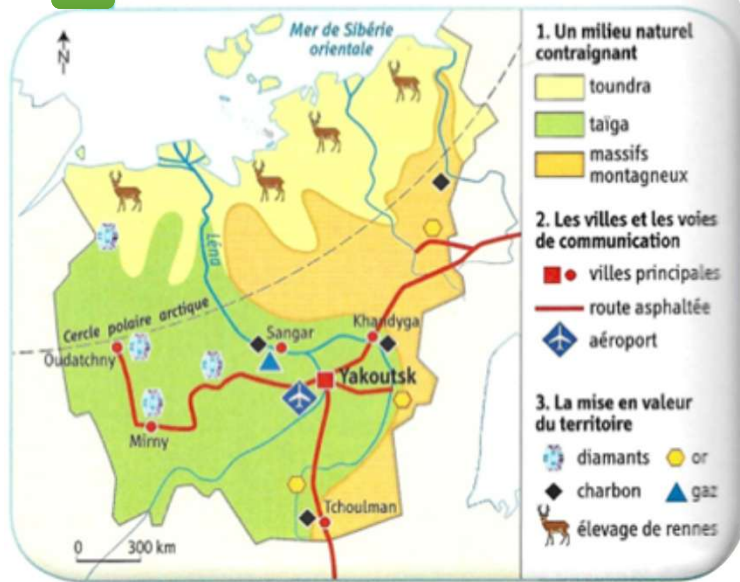 Mer de Sibérie
orientale
N
Léna
Cercle polaire arctique
Oudatchny
Sangar
Khandyga
Yakoutsk
Mirny
Tchoulman
0 300 km
1. Un milieu naturel
contraignant
toundra
taïga
massifs
montagneux
2. Les villes et les voies
de communication
villes principales
route asphaltée
aéroport
3. La mise en valeur
du territoire
diamants or
charbon gaz
élevage de rennes